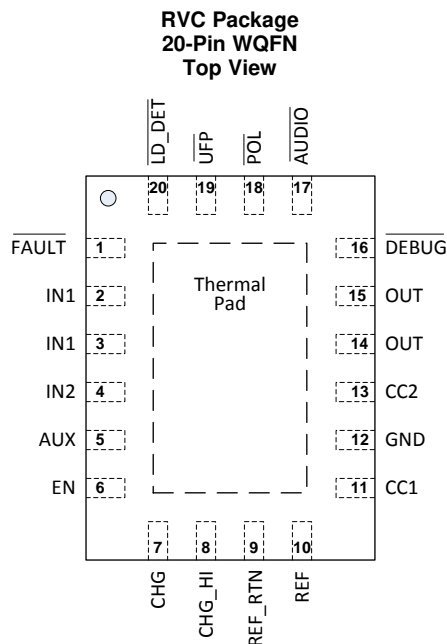 RVC Package
20-Pin WQFN
Top View
LD_DET
UFP
POL
AUDIO
20
19
18
17
FAULT
1
16
DEBUG
IN1
2
Thermal
Pad
15
OUT
IN1
3
14
OUT
IN2
4
13
CC2
AUX
5
12
GND
EN
6
11
CC1
7
8
9
10
CHG
CHG_HI
REF_RTN
REF